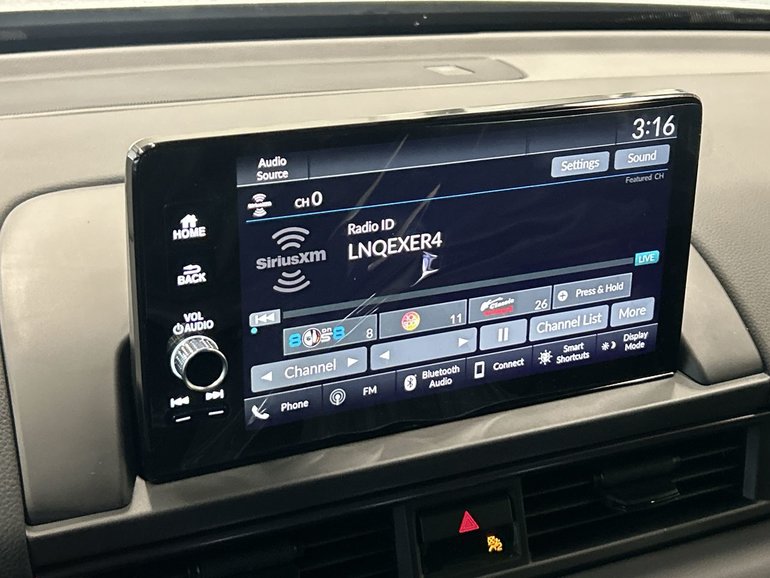 3:16
Audio
Source
Settings
Sound
CH 0
Featured CH
Radio ID
LNQEXER4
SiriusXM
LIVE
HOME
BACK
VOL
AUDIO
8
11
Classic
26
Press & Hold
Channel
Channel List
More
Phone
FM
Bluetooth
Audio
Connect
Smart
Shortcuts
Display
Mode